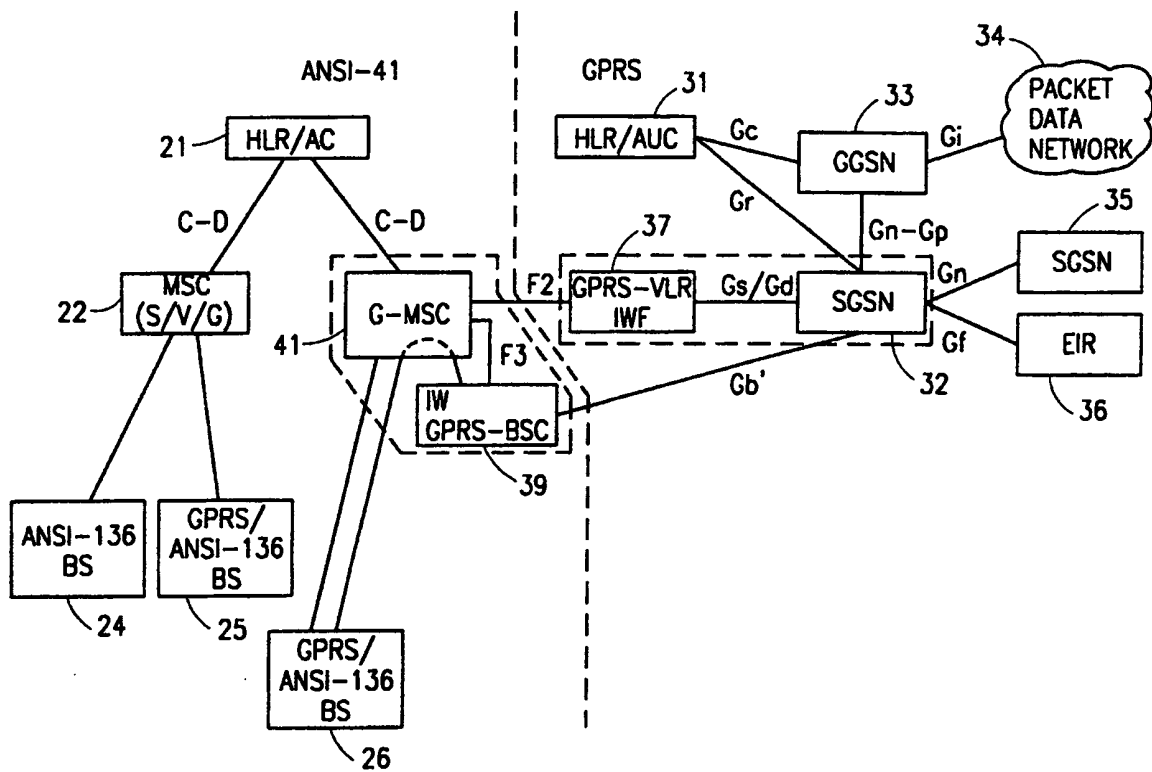 ANSI-41
GPRS
34
PACKET
DATA
NETWORK
31
33
21
HLR/AC
HLR/AUC
Gc
GGSN
Gi
C-D
C-D
Gr
Gn-Gp
35
37
22
MSC
(S/V/G)
41
G-MSC
F2
GPRS-VLR
IWF
Gs/Gd
SGSN
Gn
SGSN
Gf
EIR
F3
32
36
IW
GPRS-BSC
Gb'
39
ANSI-136
BS
GPRS/
ANSI-136
BS
24
25
GPRS/
ANSI-136
BS
26